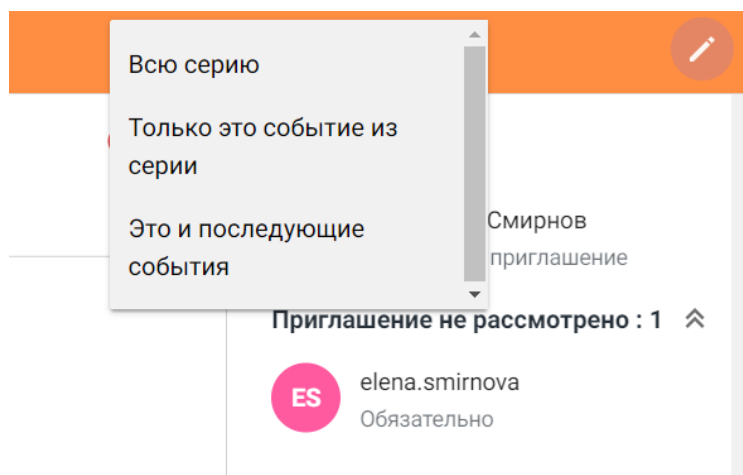 Всю серию
Только это событие из
серии
Это и последующие
события
Смирнов
приглашение
Приглашение не рассмотрено : 1
ES
elena.smirnova
Обязательно